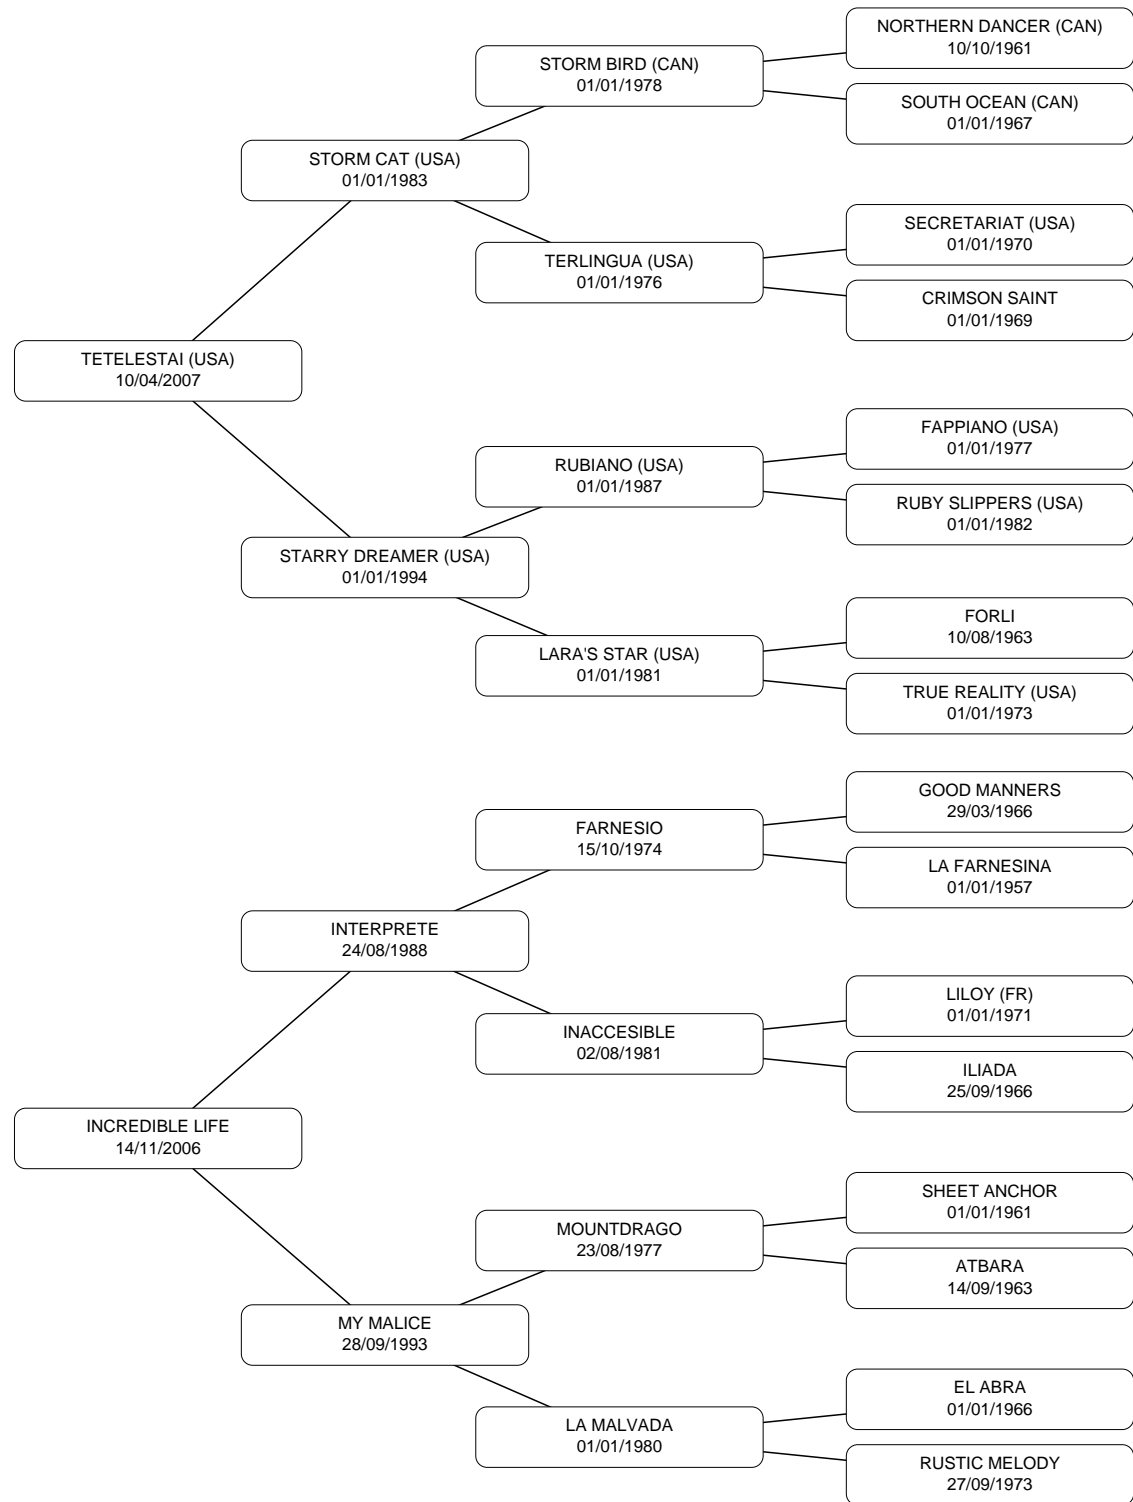 NORTHERN DANCER (CAN)
10/10/1961
STORM BIRD (CAN)
01/01/1978
SOUTH OCEAN (CAN)
01/01/1967
STORM CAT (USA)
01/01/1983
SECRETARIAT (USA)
01/01/1970
TERLINGUA (USA)
01/01/1976
CRIMSON SAINT
01/01/1969
TETELESTAI (USA)
10/04/2007
FAPPIANO (USA)
01/01/1977
RUBIANO (USA)
01/01/1987
RUBY SLIPPERS (USA)
01/01/1982
STARRY DREAMER (USA)
01/01/1994
FORLI
10/08/1963
LARA'S STAR (USA)
01/01/1981
TRUE REALITY (USA)
01/01/1973
GOOD MANNERS
29/03/1966
FARNESIO
15/10/1974
LA FARNESINA
01/01/1957
INTERPRETE
24/08/1988
LILOY (FR)
01/01/1971
INACCESIBLE
02/08/1981
ILIADA
25/09/1966
INCREDIBLE LIFE
14/11/2006
SHEET ANCHOR
01/01/1961
MOUNTDRAGO
23/08/1977
ATBARA
14/09/1963
MY MALICE
28/09/1993
EL ABRA
01/01/1966
LA MALVADA
01/01/1980
RUSTIC MELODY
27/09/1973